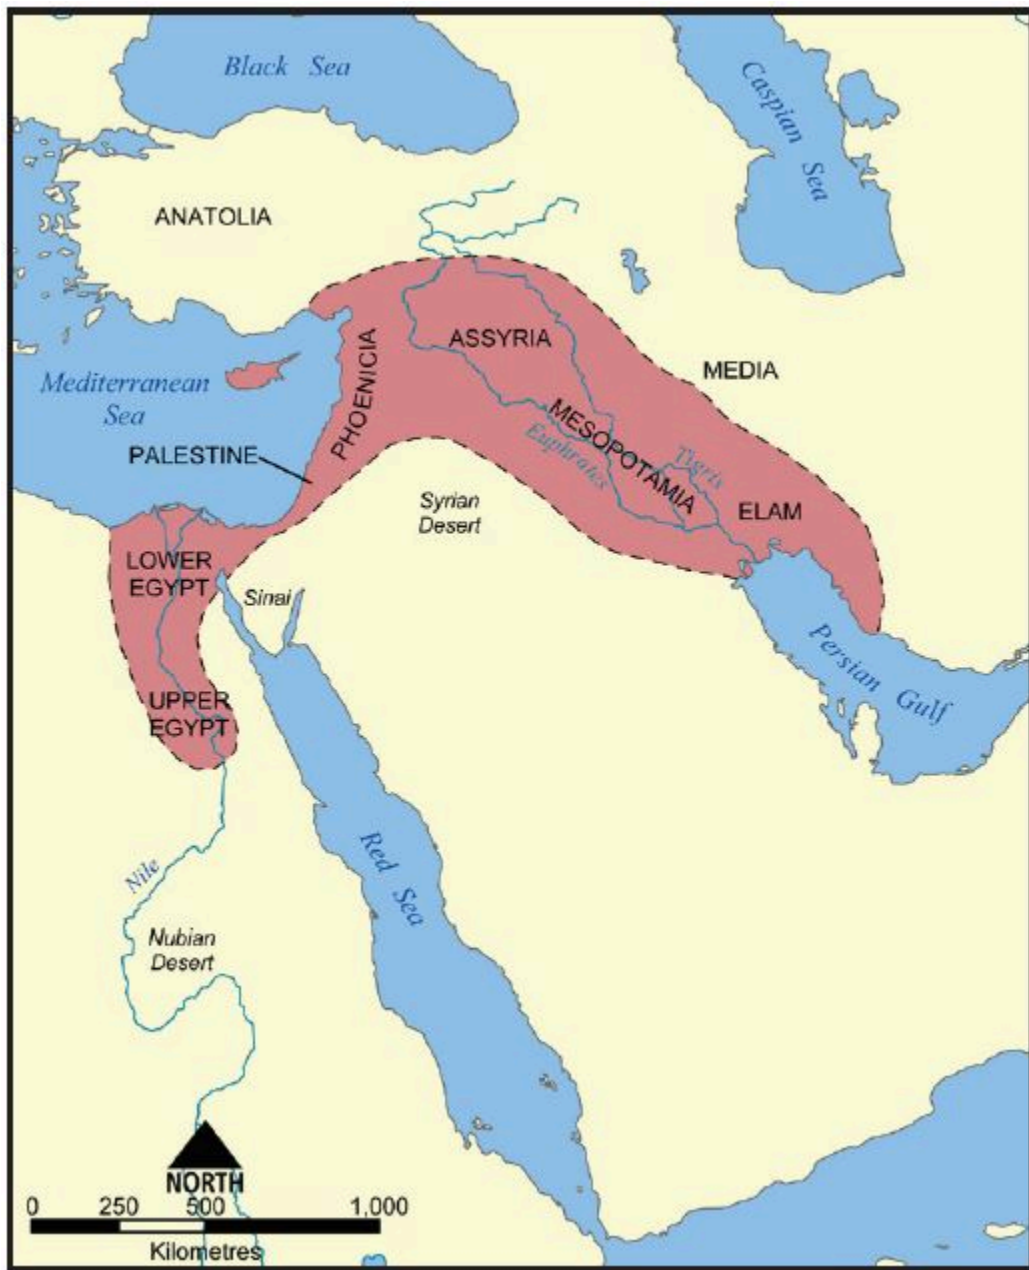 Black Sea
Caspian
Sea
ANATOLIA
ASSYRIA
MEDIA
PHOENICIA
Mediterranean
Sea
MESOPOTAMIA
Tigris
Euphrates
PALESTINE
Syrian
Desert
ELAM
LOWER
EGYPT
Sinai
Persian Gulf
UPPER
EGYPT
Red Sea
Nile
Nubian
Desert
NORTH
0 250 500 1,000
Kilometres